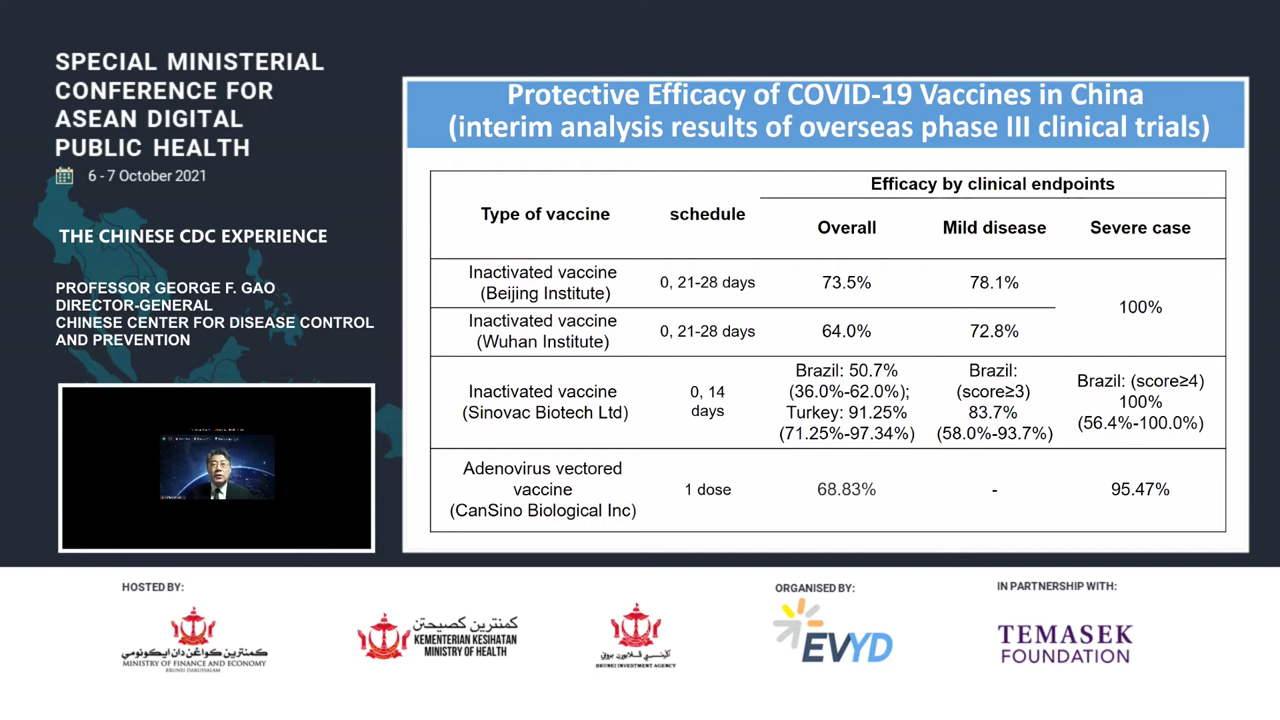 SPECIAL MINISTERIAL
CONFERENCE FOR
ASEAN DIGITAL
PUBLIC HEALTH
6 - 7 October 2021
THE CHINESE CDC EXPERIENCE
PROFESSOR GEORGE F. GAO
DIRECTOR-GENERAL
CHINESE CENTER FOR DISEASE CONTROL
AND PREVENTION
Protective Efficacy of COVID-19 Vaccines in China
(interim analysis results of overseas phase III clinical trials)
Type of vaccine
schedule
Efficacy by clinical endpoints
Overall
Mild disease
Severe case
Inactivated vaccine
(Beijing Institute)
0, 21-28 days
73.5%
78.1%
100%
Inactivated vaccine
(Wuhan Institute)
0, 21-28 days
64.0%
72.8%
Inactivated vaccine
(Sinovac Biotech Ltd)
0, 14
days
Brazil: 50.7%
(36.0%-62.0%);
Turkey: 91.25%
(71.25%-97.34%)
Brazil:
(score≥3)
83.7%
(58.0%-93.7%)
Brazil: (score≥4)
100%
(56.4%-100.0%)
Adenovirus vectored
vaccine
(CanSino Biological Inc)
1 dose
68.83%
-
95.47%
HOSTED BY:
كمنترين كواڠن دان ايكونومي
MINISTRY OF FINANCE AND ECONOMY
BRUNEI DARUSSALAM
كمنترين كصيحتن
KEMENTERIAN KESIHATAN
MINISTRY OF HEALTH
BRUNEI INVESTMENT AGENCY
ORGANISED BY:
EVYD
IN PARTNERSHIP WITH:
TEMASEK
FOUNDATION